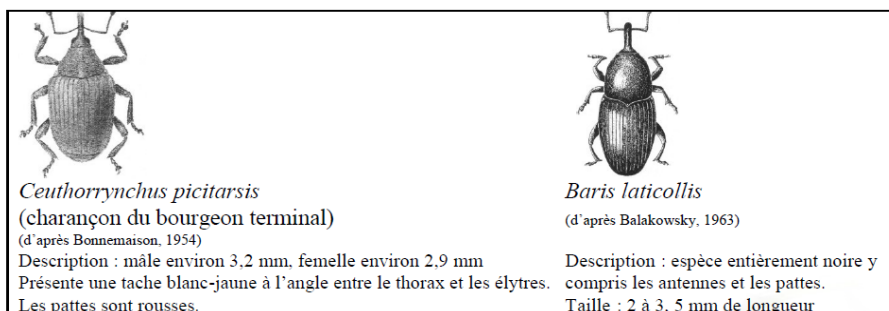 Ceuthorrynchus picitarsis
(charançon du bourgeon terminal)
(d'après Bonnemaison, 1954)
Description : mâle environ 3,2 mm, femelle environ 2,9 mm
Présente une tache blanc-jaune à l'angle entre le thorax et les élytres.
Les pattes sont rousses.
Baris laticollis
(d'après Balakowsky, 1963)
Description : espèce entièrement noire y
compris les antennes et les pattes.
Taille : 2 à 3, 5 mm de longueur